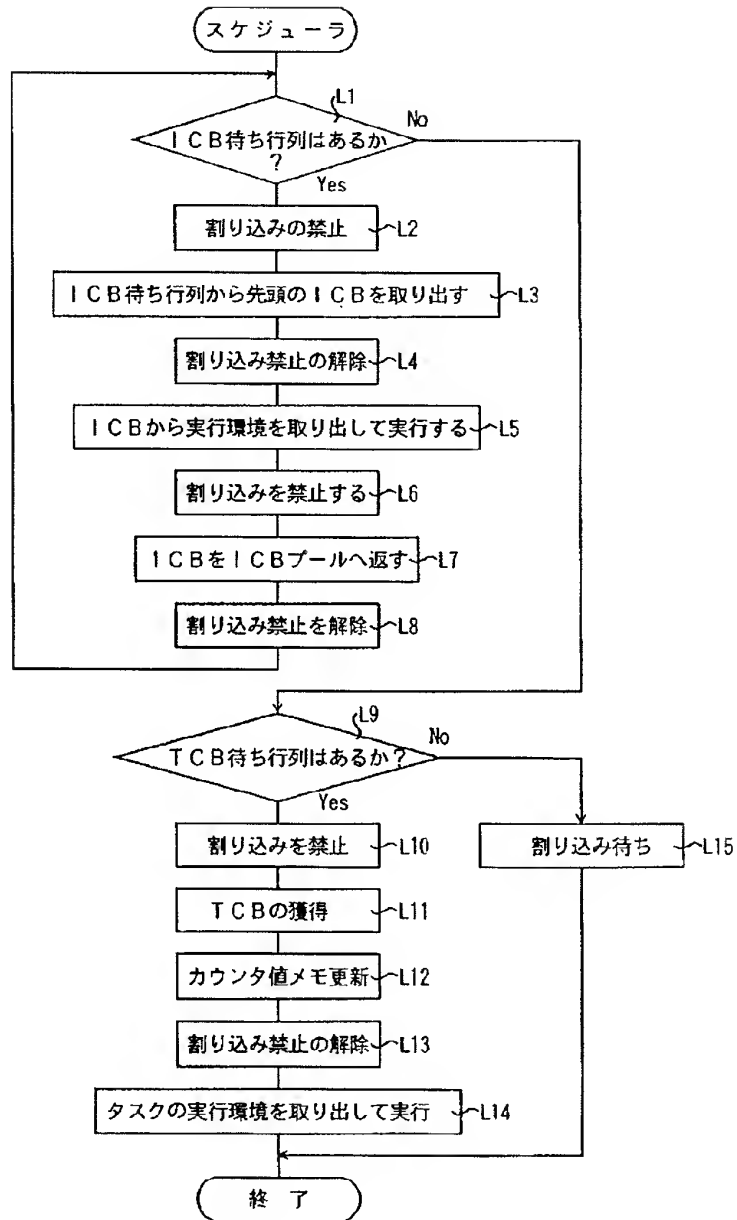 スケジューラ
L1
No
ICB待ち行列はあるか
?
Yes
割り込みの禁止 L2
ICB待ち行列から先頭のICBを取り出す L3
割り込み禁止の解除 L4
ICBから実行環境を取り出して実行する L5
割り込みを禁止する L6
ICBをICBプールへ返す L7
割り込み禁止を解除 L8
L9
No
TCB待ち行列はあるか?
Yes
割り込みを禁止 L10
割り込み待ち L15
TCBの獲得 L11
カウンタ値メモ更新 L12
割り込み禁止の解除 L13
タスクの実行環境を取り出して実行 L14
終了